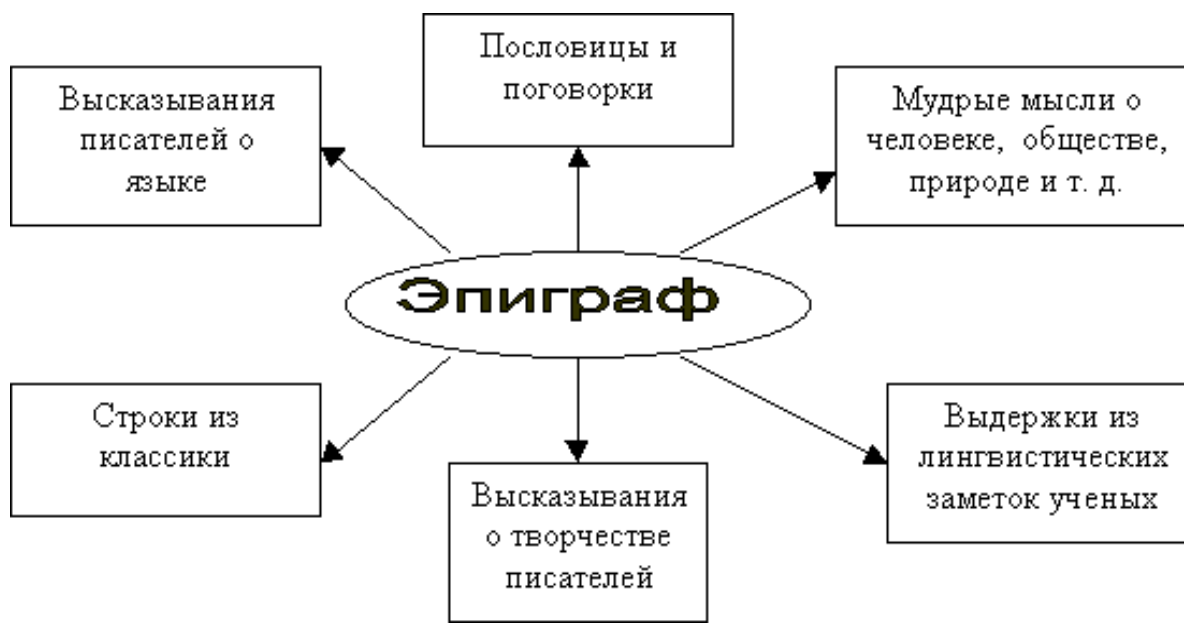 Пословицы и
поговорки
Высказывания
писателей о
языке
Мудрые мысли о
человеке, обществе,
природе и т. д.
Эпиграф
Строки из
классики
Высказывания
о творчестве
писателей
Выдержки из
лингвистических
заметок ученых